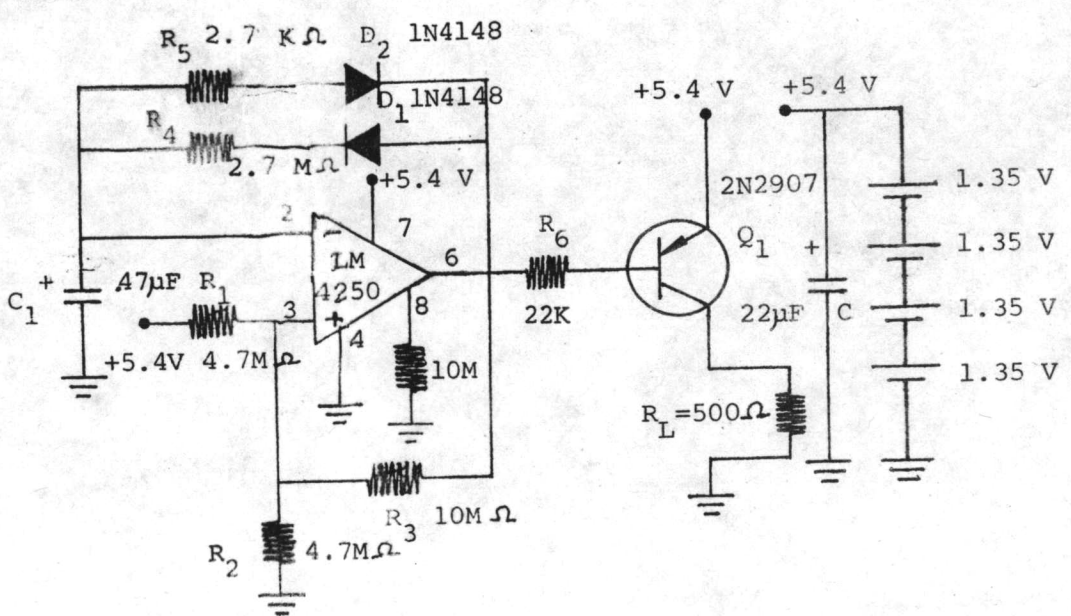 R5 2.7 KΩ D2 1N4148
D1 1N4148
R4
2.7 MΩ
+5.4 V
+5.4 V
+5.4 V
2N2907
1.35 V
2
-
7
R6
Q1
+
1.35 V
LM
6
+
C1
.47µF
R1
4250
8
22K
22µF
C
1.35 V
3
+
4
+5.4V
4.7MΩ
10M
1.35 V
RL=500Ω
R3 10MΩ
R2
4.7MΩ